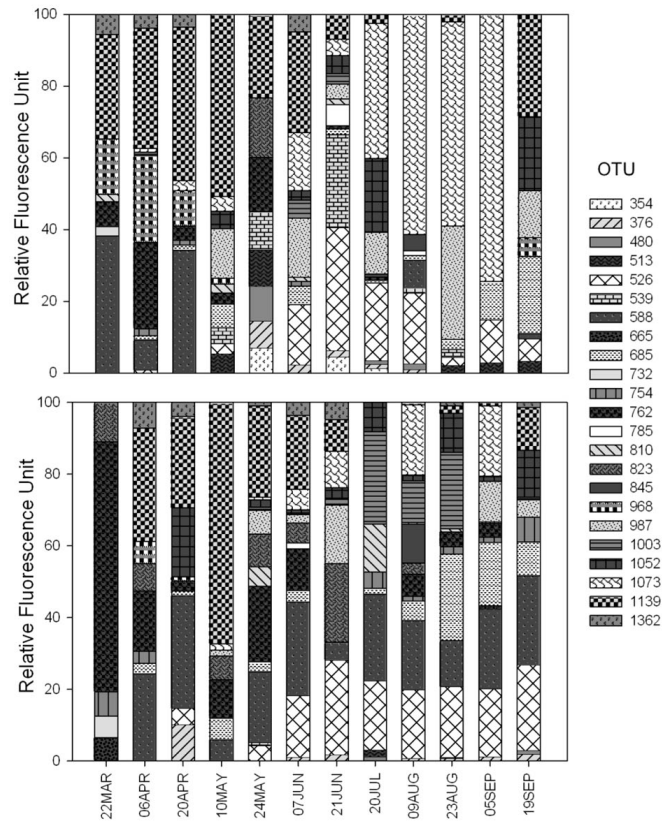 100
80
60
40
20
0
Relative Fluorescence Unit
100
80
60
40
20
0
Relative Fluorescence Unit
22MAR
06APR
20APR
10MAY
24MAY
07JUN
21JUN
20JUL
09AUG
23AUG
05SEP
19SEP
OTU
354
376
480
513
526
539
588
665
685
732
754
762
785
810
823
845
968
987
1003
1052
1073
1139
1362